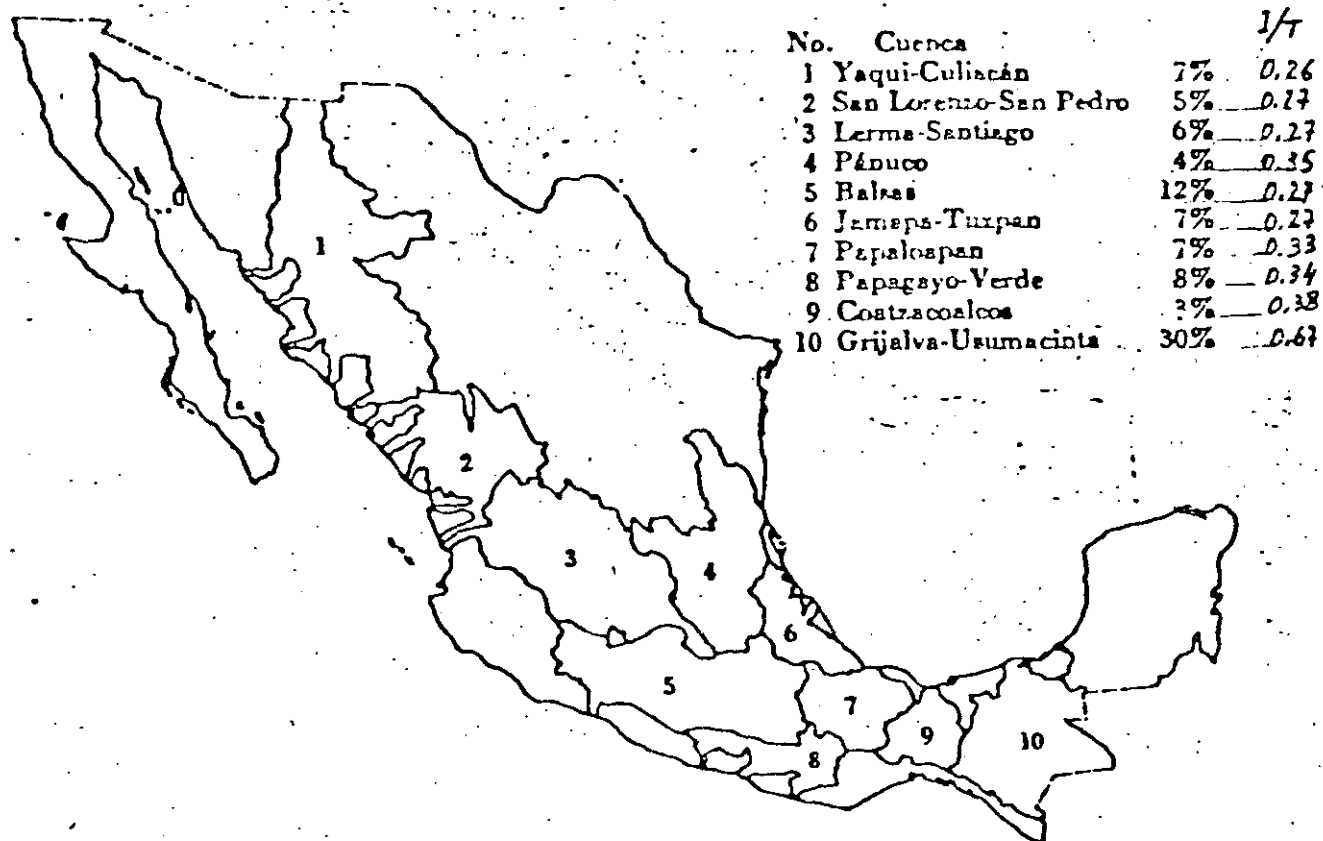 I/T
No. Cuenca
1 Yaqui-Culiacán 7% 0.26
2 San Lorenzo-San Pedro 5% 0.27
3 Lerma-Santiago 6% 0.27
4 Pánuco 4% 0.35
5 Balsas 12% 0.27
6 Jamapa-Tuxpan 7% 0.27
7 Papaloapan 7% 0.33
8 Papagayo-Verde 8% 0.34
9 Coatzacoalcos 3% 0.38
10 Grijalva-Usumacinta 30% 0.67
1
2
3
4
6
5
7
9
10
8